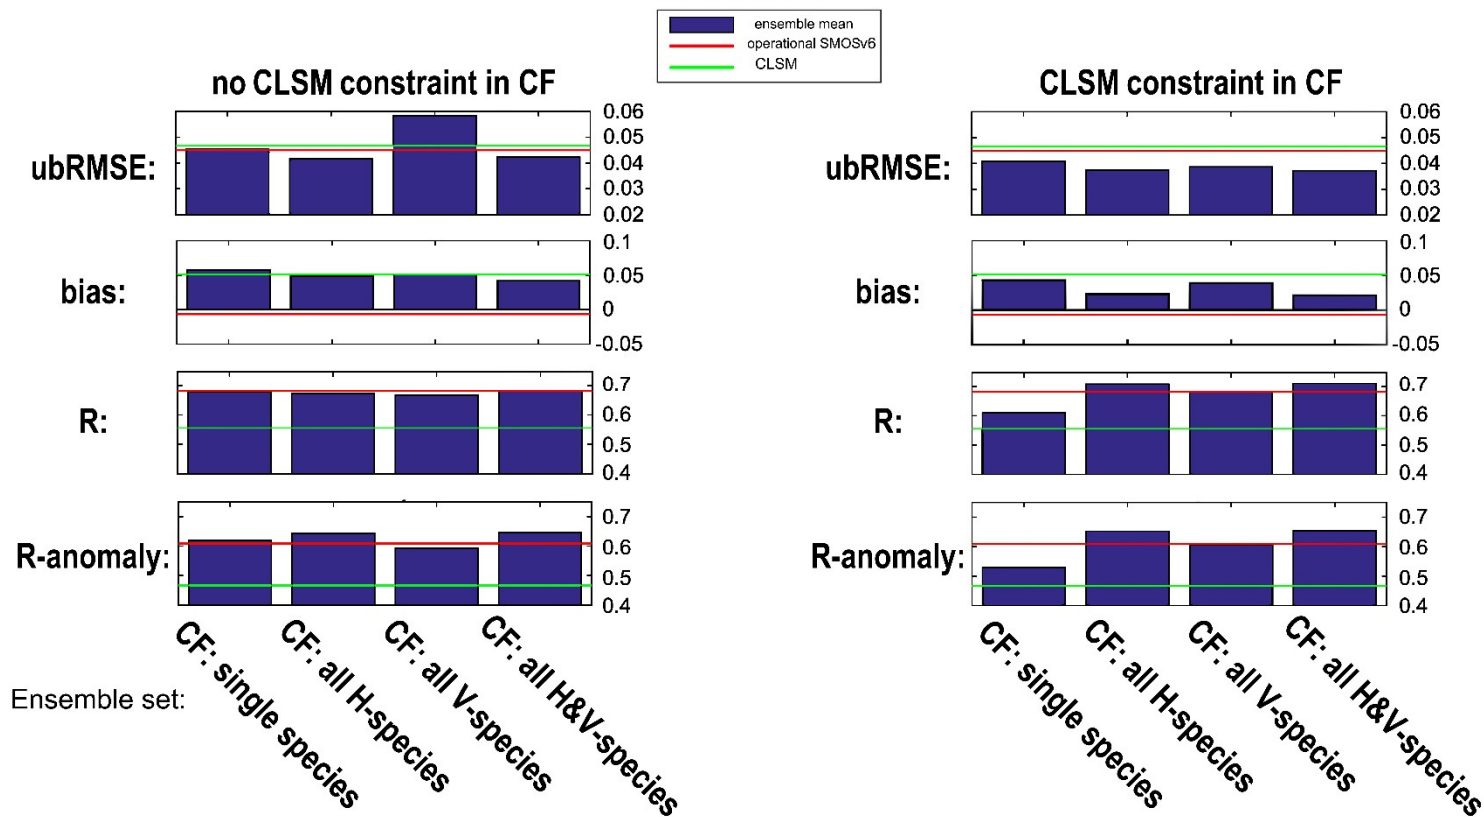 ensemble mean
operational SMOSv6
CLSM
no CLSM constraint in CF
ubRMSE:
0.06
0.05
0.04
0.03
0.02
bias:
0.1
0.05
0
-0.05
R:
0.7
0.6
0.5
0.4
R-anomaly:
0.7
0.6
0.5
0.4
Ensemble set:
CF: single species
CF: all H-species
CF: all V-species
CF: all H&V-species
CLSM constraint in CF
ubRMSE:
0.06
0.05
0.04
0.03
0.02
bias:
0.1
0.05
0
-0.05
R:
0.7
0.6
0.5
0.4
R-anomaly:
0.7
0.6
0.5
0.4
CF: single species
CF: all H-species
CF: all V-species
CF: all H&V-species